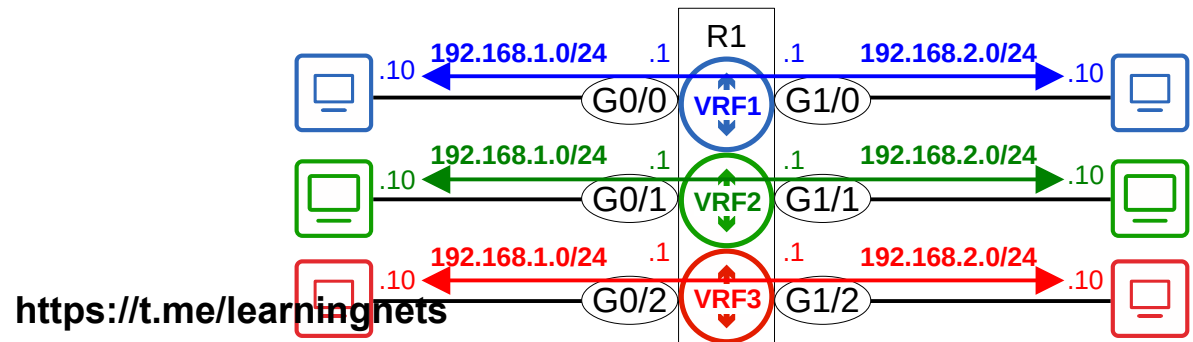 R1
192.168.1.0/24 .1 .1 192.168.2.0/24
.10 .10
G0/0 VRF1 G1/0
192.168.1.0/24 .1 .1 192.168.2.0/24
.10 .10
G0/1 VRF2 G1/1
192.168.1.0/24 .1 .1 192.168.2.0/24
.10 .10
G0/2 VRF3 G1/2
https://t.me/learningnets